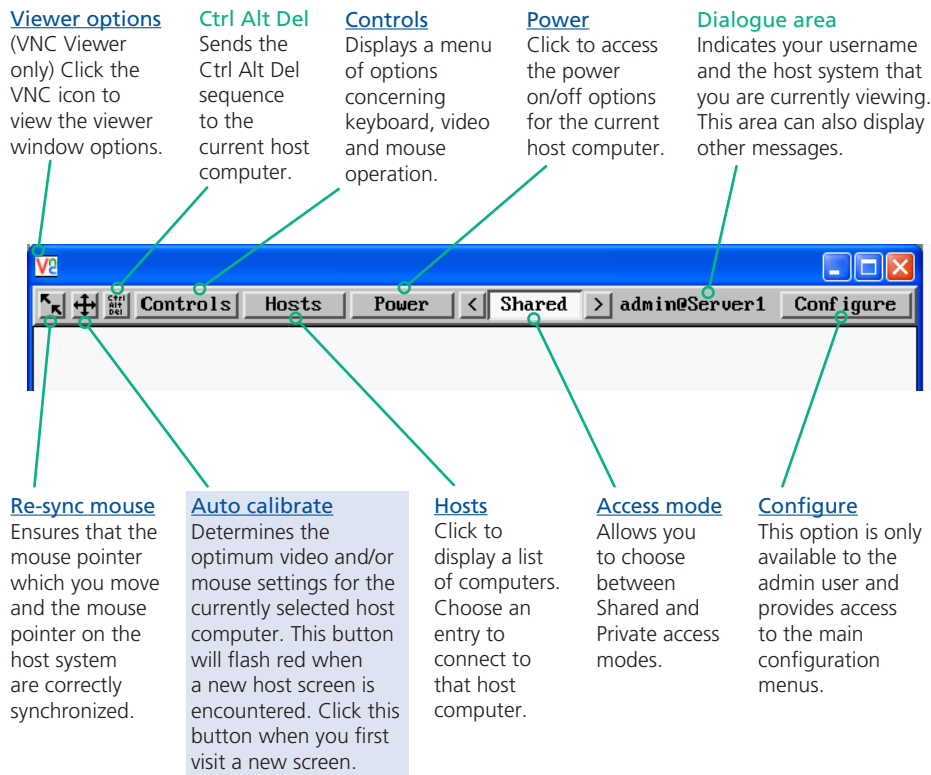 Viewer options
(VNC Viewer
only) Click the
VNC icon to
view the viewer
window options.
Ctrl Alt Del
Sends the
Ctrl Alt Del
sequence
to the
current host
computer.
Controls
Displays a menu
of options
concerning
keyboard, video
and mouse
operation.
Power
Click to access
the power
on/off options
for the current
host computer.
Dialogue area
Indicates your username
and the host system that
you are currently viewing.
This area can also display
other messages.
VNC
Ctrl
Alt
Del
Controls
Hosts
Power
<
Shared
>
admin@Server1
Configure
Re-sync mouse
Ensures that the
mouse pointer
which you move
and the mouse
pointer on the
host system
are correctly
synchronized.
Auto calibrate
Determines the
optimum video and/or
mouse settings for the
currently selected host
computer. This button
will flash red when
a new host screen is
encountered. Click this
button when you first
visit a new screen.
Hosts
Click to
display a list
of computers.
Choose an
entry to
connect to
that host
computer.
Access mode
Allows you
to choose
between
Shared and
Private access
modes.
Configure
This option is only
available to the
admin user and
provides access
to the main
configuration
menus.